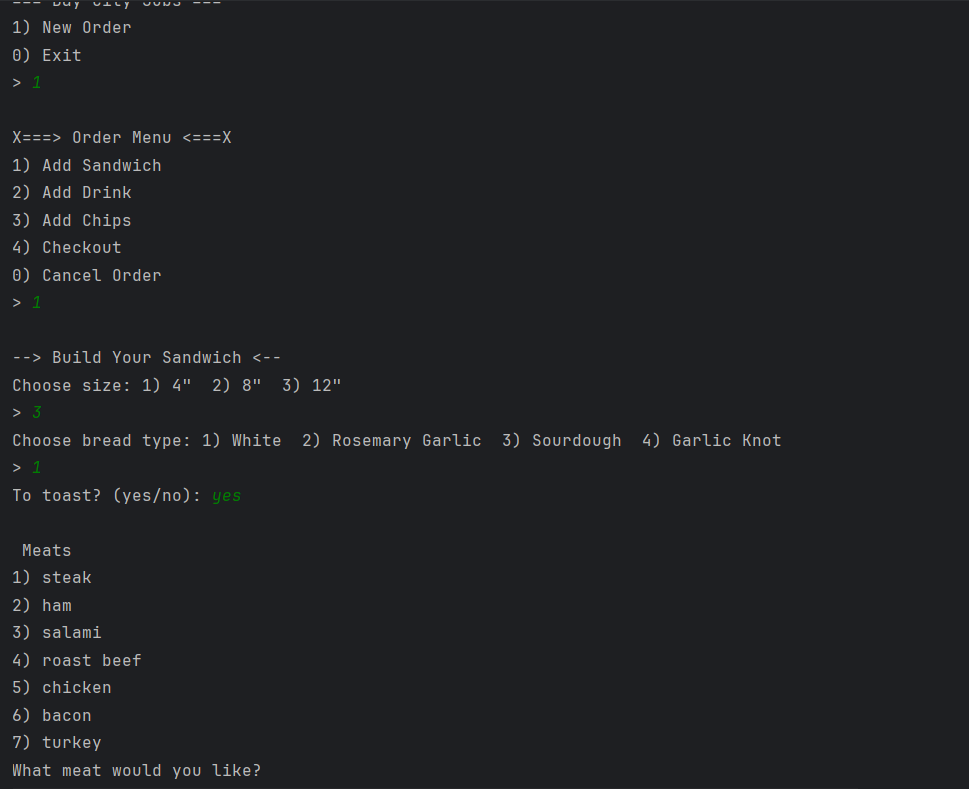 === Bay City Subs ===
1) New Order
0) Exit
> 1
X===> Order Menu <===X
1) Add Sandwich
2) Add Drink
3) Add Chips
4) Checkout
0) Cancel Order
> 1
--> Build Your Sandwich <--
Choose size: 1) 4"  2) 8"  3) 12"
> 3
Choose bread type: 1) White  2) Rosemary Garlic  3) Sourdough  4) Garlic Knot
> 1
To toast? (yes/no): yes
Meats
1) steak
2) ham
3) salami
4) roast beef
5) chicken
6) bacon
7) turkey
What meat would you like?